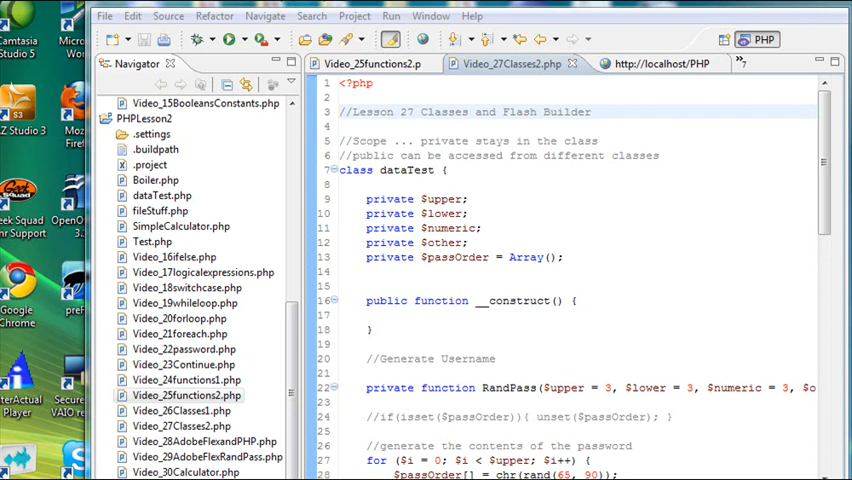 Camtasia
Studio 5
Micro
Wor
Z Studio 3
Mo
Firef
eek Squad
hr Support
OpenO
3.
Google
Chrome
preH
nterActual
Player
Secure
VAIO
File Edit Source Refactor Navigate Search Project Run Window Help
PHP
Navigator
Video_15BooleansConstants.php
PHPLesson2
.settings
.buildpath
.project
Boiler.php
dataTest.php
fileStuff.php
SimpleCalculator.php
Test.php
Video_16ifelse.php
Video_17logicalexpressions.php
Video_18switchcase.php
Video_19whileloop.php
Video_20forloop.php
Video_21foreach.php
Video_22password.php
Video_23Continue.php
Video_24functions1.php
Video_25functions2.php
Video_26Classes1.php
Video_27Classes2.php
Video_28AdobeFlexandPHP.php
Video_29AdobeFlexRandPass.php
Video_30Calculator.php
Video_25functions2.p
Video_27Classes2.php
http://localhost/PHP
»7
1 <?php
2
3 //Lesson 27 Classes and Flash Builder
4
5 //Scope ... private stays in the class
6 //public can be accessed from different classes
7 class dataTest {
8
9 private $upper;
10 private $lower;
11 private $numeric;
12 private $other;
13 private $passOrder = Array();
14
15
16 public function __construct() {
17
18 }
19
20 //Generate Username
21
22 private function RandPass($upper = 3, $lower = 3, $numeric = 3, $o
23
24 //if(isset($passOrder)){ unset($passOrder); }
25
26 //generate the contents of the password
27 for ($i = 0; $i < $upper; $i++) {
28 $passOrder[] = chr(rand(65, 90));